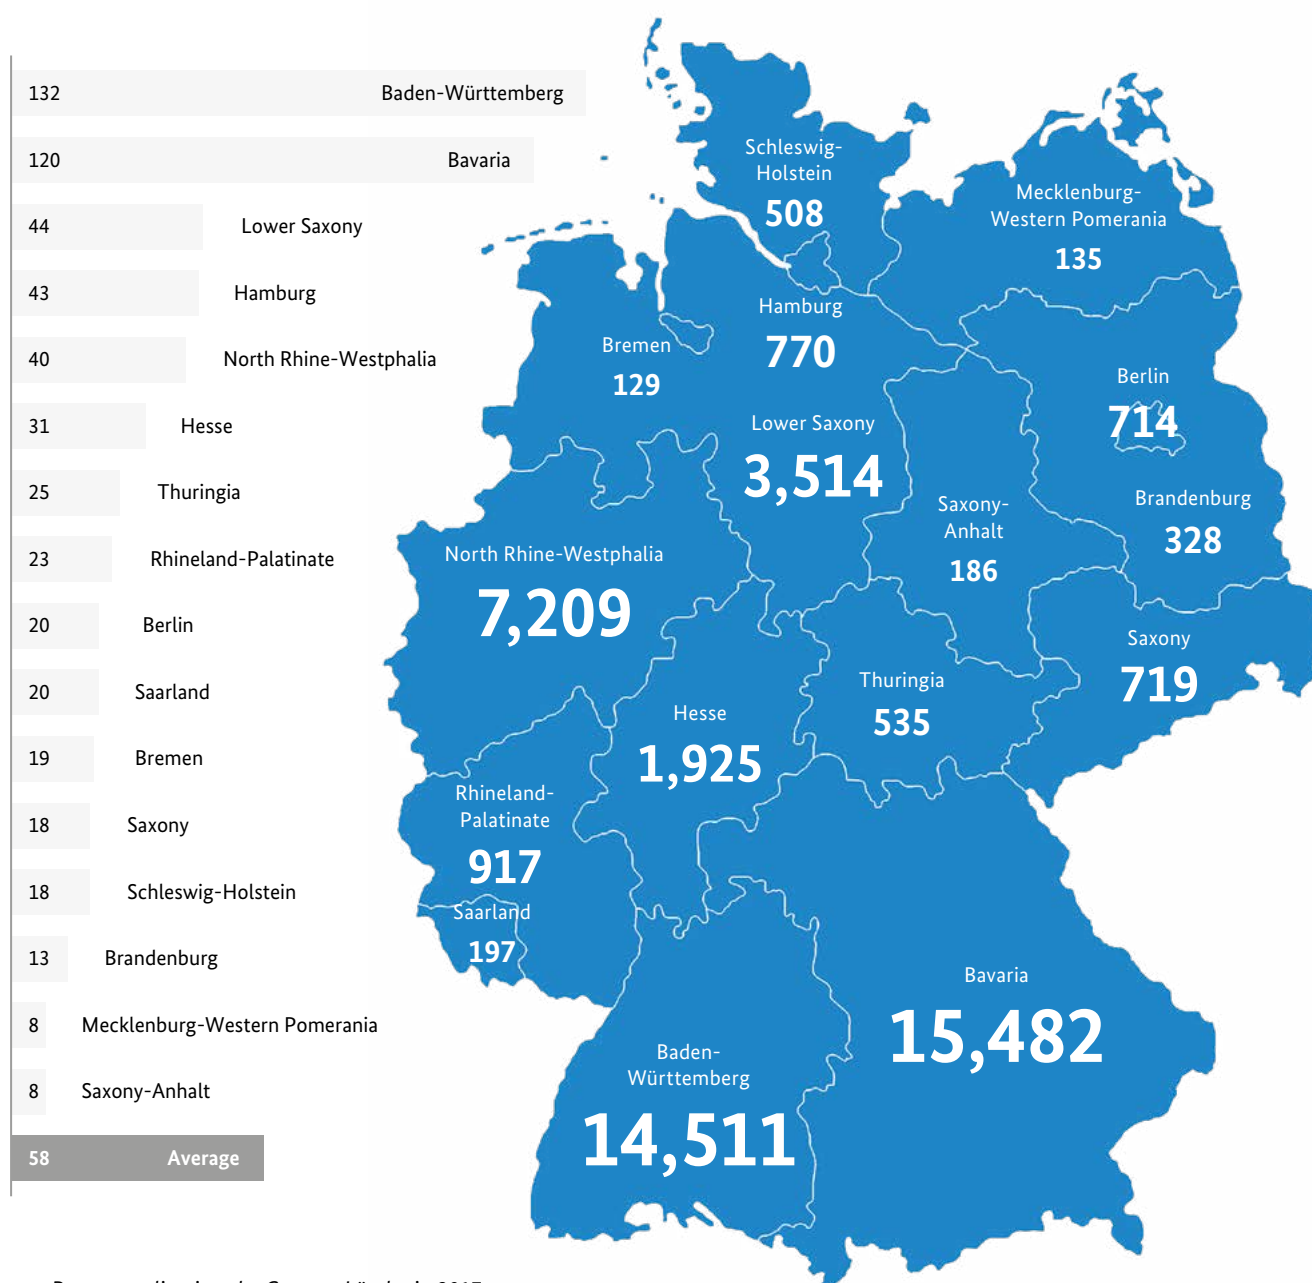 132 Baden-Württemberg
120 Bavaria
44 Lower Saxony
43 Hamburg
40 North Rhine-Westphalia
31 Hesse
25 Thuringia
23 Rhineland-Palatinate
20 Berlin
20 Saarland
19 Bremen
18 Saxony
18 Schleswig-Holstein
13 Brandenburg
8 Mecklenburg-Western Pomerania
8 Saxony-Anhalt
58 Average
Schleswig-
Holstein
508
Mecklenburg-
Western Pomerania
135
Hamburg
770
Bremen
129
Berlin
714
Lower Saxony
3,514
Brandenburg
328
Saxony-
Anhalt
186
North Rhine-Westphalia
7,209
Saxony
719
Thuringia
535
Hesse
1,925
Rhineland-
Palatinate
917
Saarland
197
Bavaria
15,482
Baden-
Württemberg
14,511